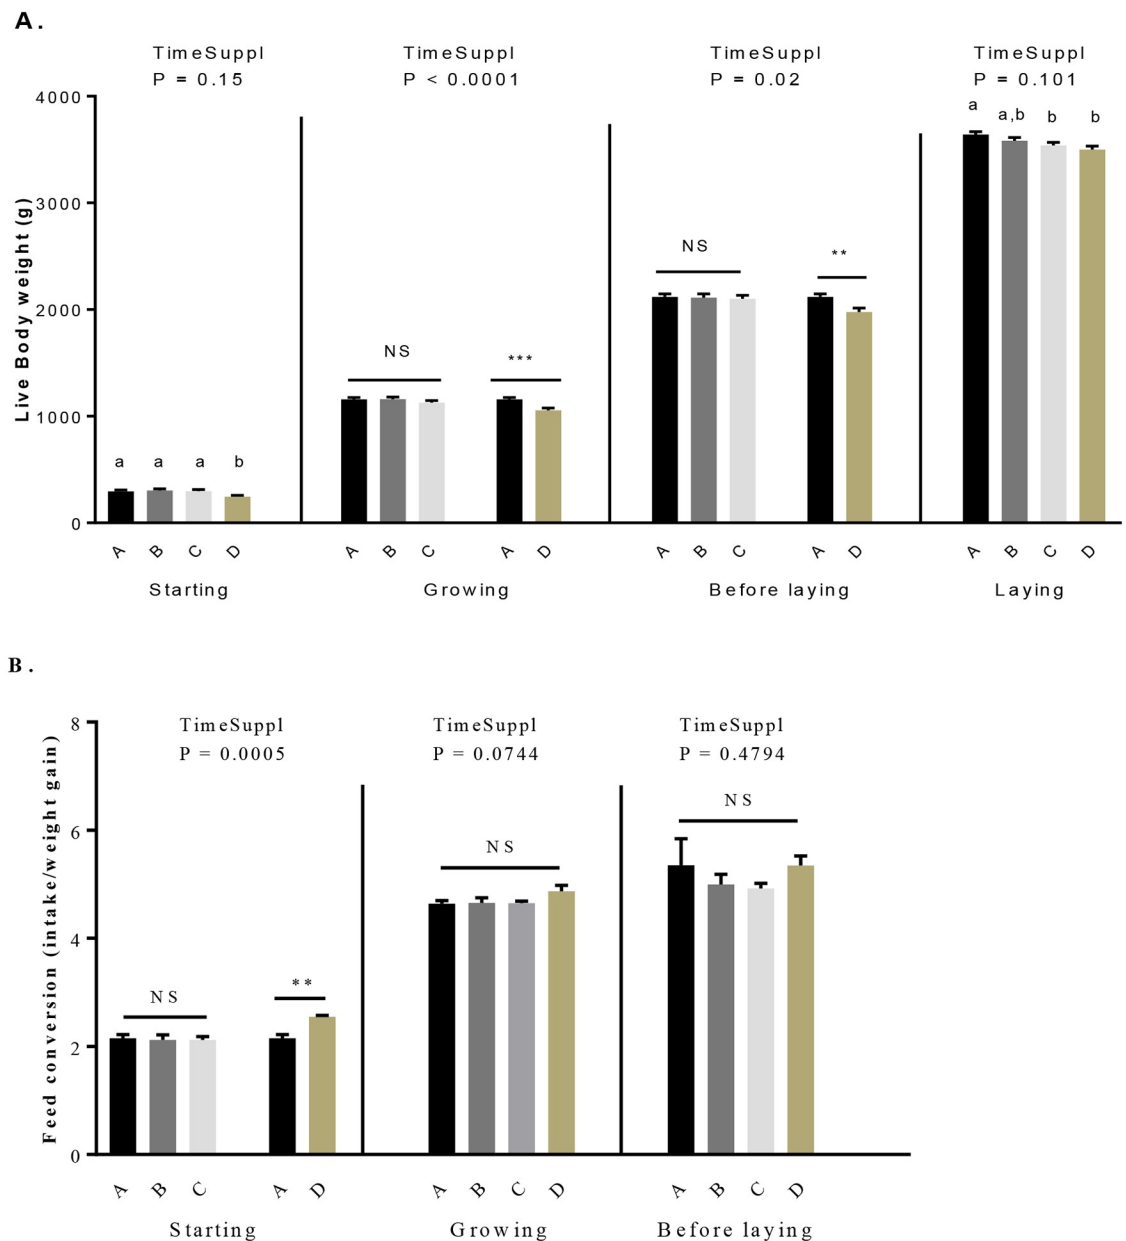 A.
TimeSuppl TimeSuppl TimeSuppl TimeSuppl
P = 0.15 P < 0.0001 P = 0.02 P = 0.101
Live Body weight (g)
4000
3000
2000
1000
0
a a,b b b
NS **
NS ***
a a a b
A B C D A B C A D A B C A D A B C D
Starting Growing Before laying Laying
B.
TimeSuppl TimeSuppl TimeSuppl
P = 0.0005 P = 0.0744 P = 0.4794
Feed conversion (intake/weight gain)
8
6
4
2
0
NS
NS
NS **
A B C A D A B C D A B C D
Starting Growing Before laying